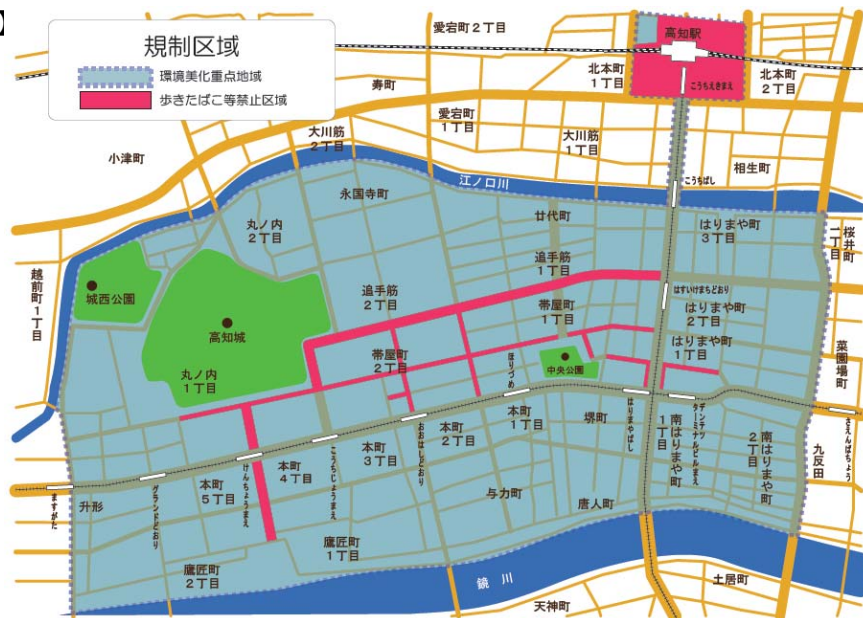 】
規制区域
環境美化重点地域
歩きたばこ等禁止区域
愛宕町2丁目
高知駅
北本町
1丁目
こうちえきまえ
北本町
2丁目
寿町
愛宕町
1丁目
大川筋
2丁目
大川筋
1丁目
小津町
相生町
江ノ口川
こうちばし
永国寺町
廿代町
丸ノ内
2丁目
はりまや町
3丁目
桜井町
一丁目
追手筋
1丁目
越前町1丁目
城西公園
追手筋
2丁目
はすいけまちどおり
帯屋町
1丁目
はりまや町
2丁目
高知城
はりまや町
1丁目
菜園場町
帯屋町
2丁目
中央公園
丸ノ内
1丁目
ほりづめ
本町
1丁目
堺町
はりまやばし
デンテツ
ターミナルビルまえ
さえんばちょう
本町
2丁目
おおはしどおり
本町
3丁目
こうちじょうまえ
本町
4丁目
けんちょうまえ
本町
5丁目
グランドどおり
升形
ますがた
南はりまや町
1丁目
南はりまや町
2丁目
九反田
与力町
唐人町
鷹匠町
1丁目
鷹匠町
2丁目
鏡川
土居町
天神町